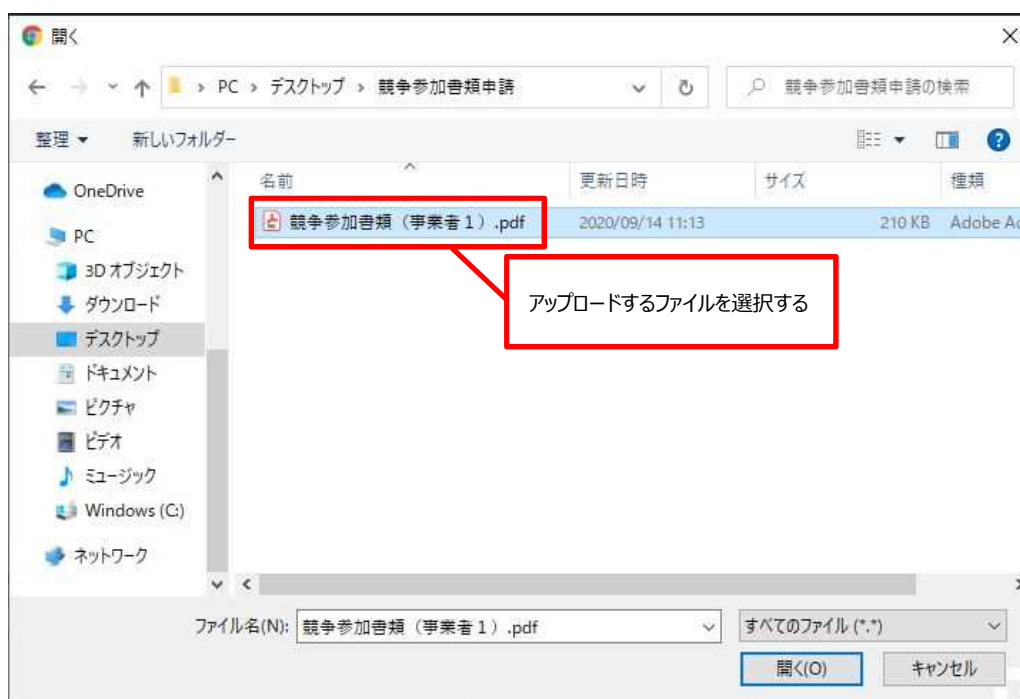 開く
PC › デスクトップ › 競争参加書類申請
競争参加書類申請の検索
整理
新しいフォルダー
名前
更新日時
サイズ
種類
競争参加書類（事業者１）.pdf
2020/09/14 11:13
210 KB
Adobe Ac
アップロードするファイルを選択する
OneDrive
PC
3D オブジェクト
ダウンロード
デスクトップ
ドキュメント
ピクチャ
ビデオ
ミュージック
Windows (C:)
ネットワーク
ファイル名(N):
競争参加書類（事業者１）.pdf
すべてのファイル (*.*)
開く(O)
キャンセル